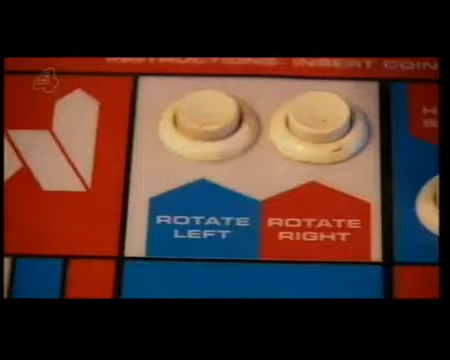 INSTRUCTIONS: INSERT COIN
ROTATE
LEFT
ROTATE
RIGHT